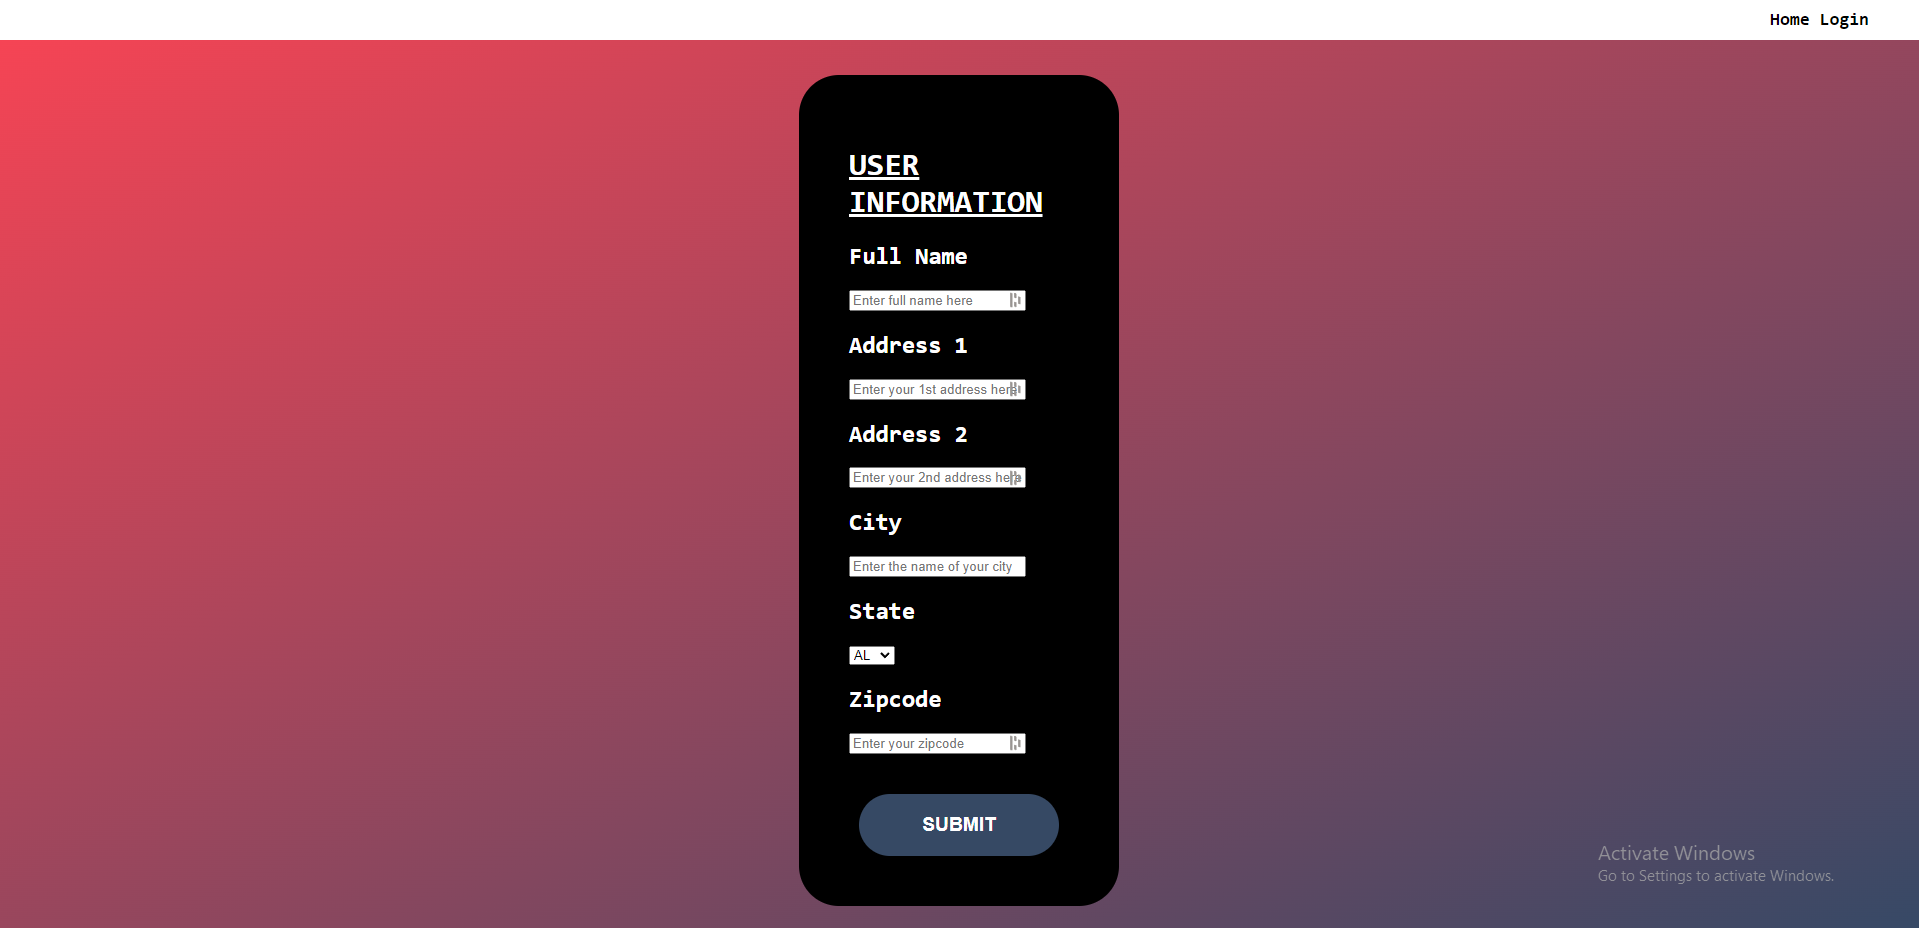 Home Login
USER
INFORMATION
Full Name
Enter full name here
Address 1
Enter your 1st address here
Address 2
Enter your 2nd address here
City
Enter the name of your city
State
AL
Zipcode
Enter your zipcode
SUBMIT
Activate Windows
Go to Settings to activate Windows.